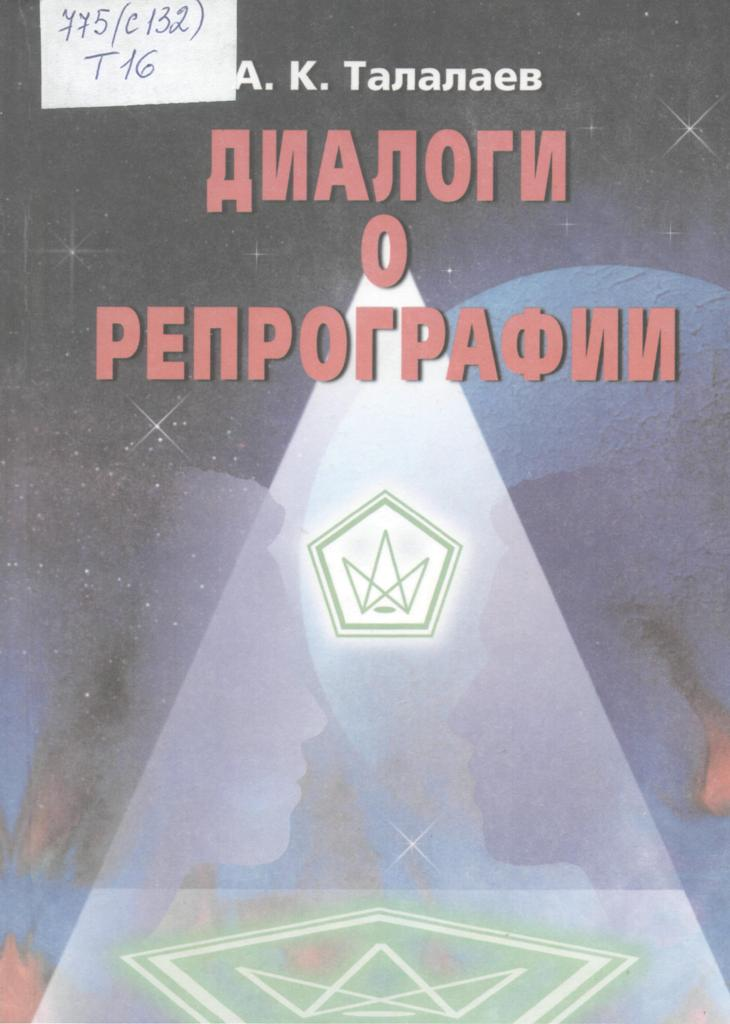 775/(с132)
Т16
А. К. Талалаев
ДИАЛОГИ
О
РЕПРОГРАФИИ